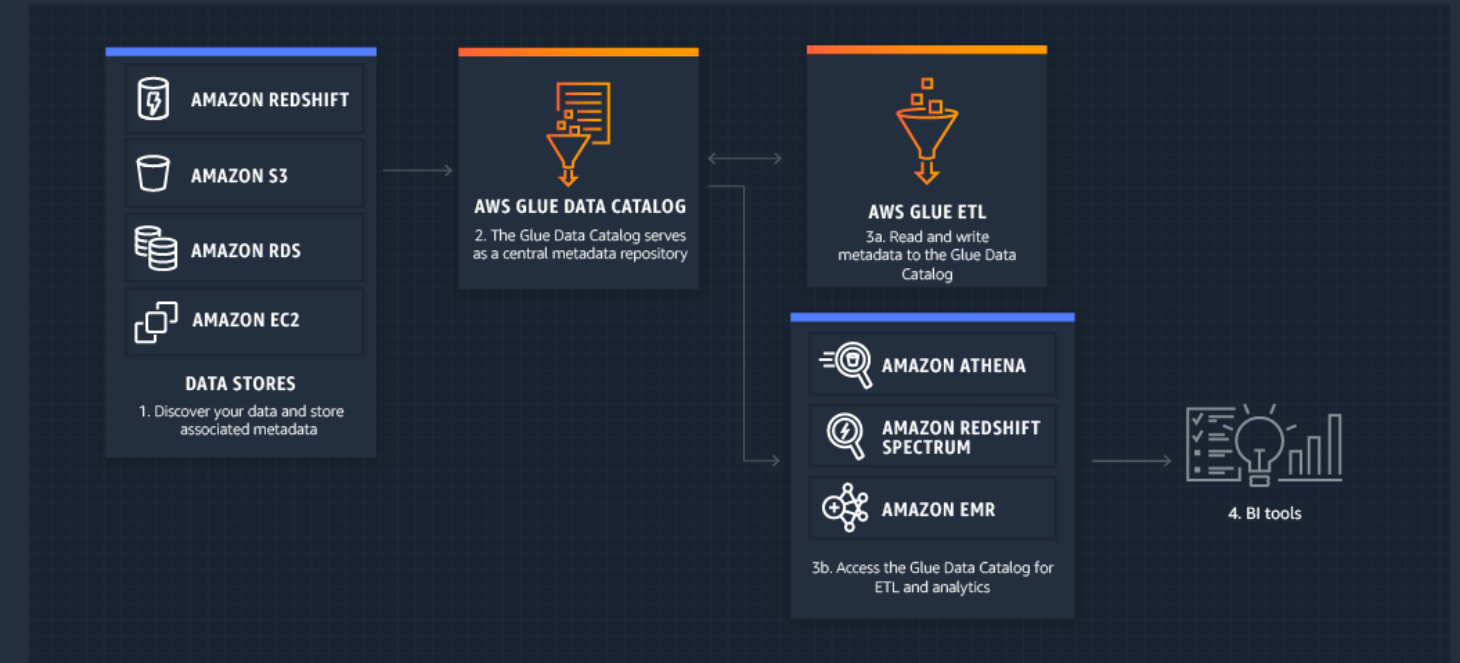 AMAZON REDSHIFT
AMAZON S3
AMAZON RDS
AMAZON EC2
DATA STORES
1. Discover your data and store
associated metadata
AWS GLUE DATA CATALOG
2. The Glue Data Catalog serves
as a central metadata repository
AWS GLUE ETL
3a. Read and write
metadata to the Glue Data
Catalog
AMAZON ATHENA
AMAZON REDSHIFT
SPECTRUM
AMAZON EMR
3b. Access the Glue Data Catalog for
ETL and analytics
4. BI tools